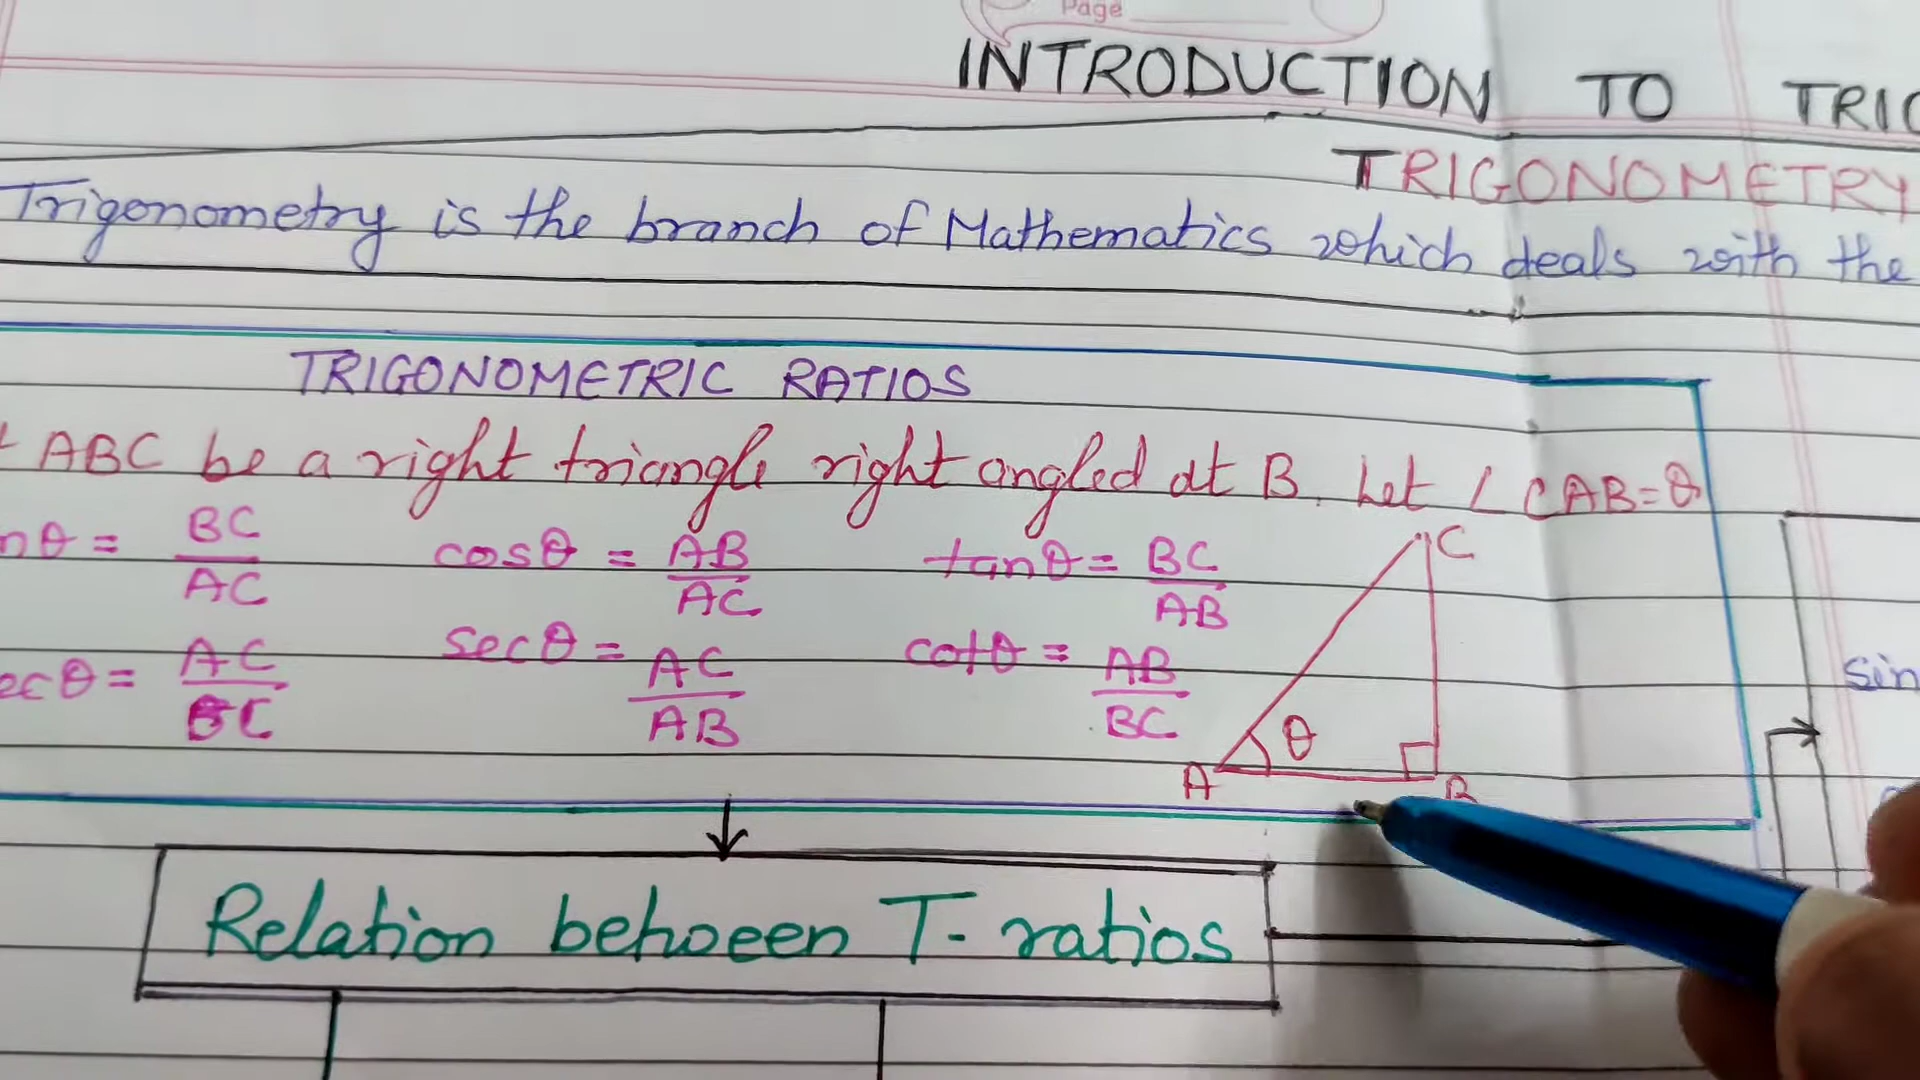 Page
INTRODUCTION TO TRIG
TRIGONOMETRY
Trigonometry is the branch of Mathematics which deals with the
TRIGONOMETRIC RATIOS
ABC be a right triangle right angled at B. Let ∠CAB=θ
nθ = BC/AC cosθ = AB/AC tanθ = BC/AB
ecθ = AC/BC secθ = AC/AB cotθ = AB/BC
C
θ
A B
sin
Relation between T-ratios